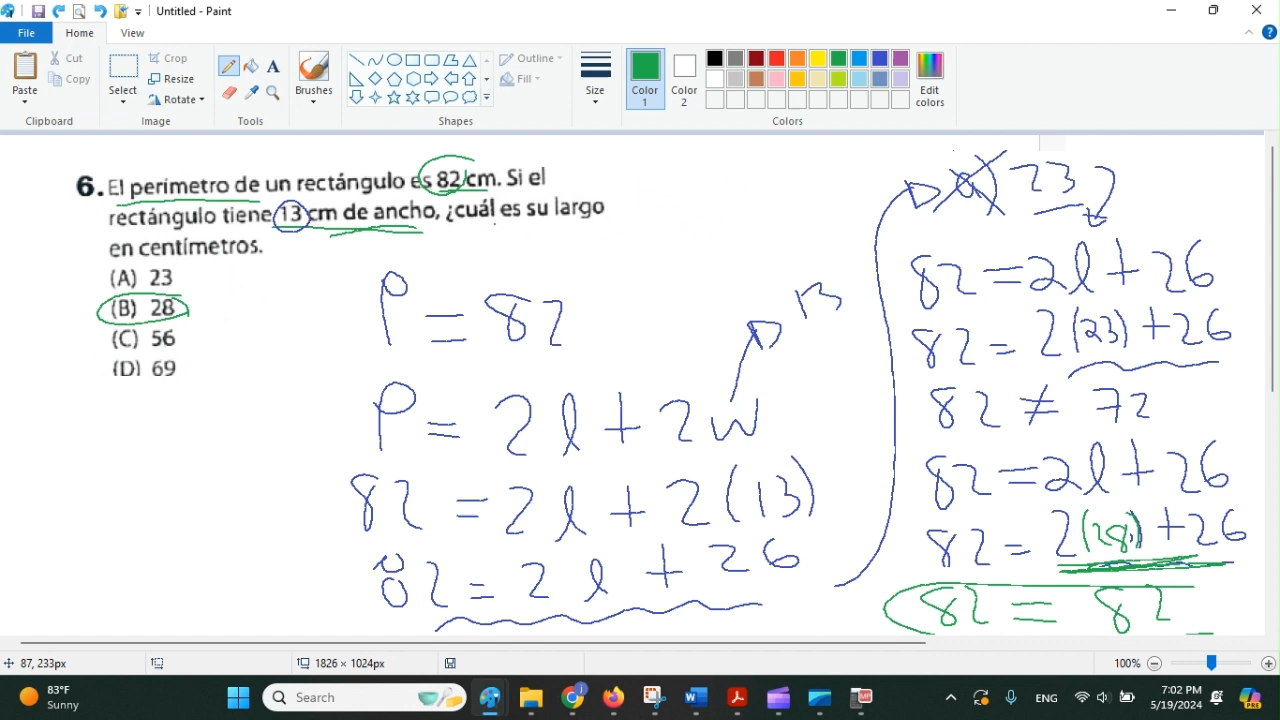 Untitled - Paint
File Home View
Paste Cut Copy Clipboard
Select Crop Resize Rotate Image
Tools
Brushes
Shapes Outline Fill
Size
Color 1 Color 2 Edit colors Colors
6. El perímetro de un rectángulo es 82 cm. Si el
rectángulo tiene 13 cm de ancho, ¿cuál es su largo
en centímetros.
(A) 23
(B) 28
(C) 56
(D) 69
P = 82
13
P = 2l + 2w
82 = 2l + 2(13)
82 = 2l + 26
a) 23
82 = 2l + 26
82 = 2(23) + 26
82 ≠ 72
82 = 2l + 26
82 = 2(28) + 26
82 = 82
87, 233px 1826 × 1024px 100%
83°F
Sunny
Search
ENG
7:02 PM
5/19/2024
PRE